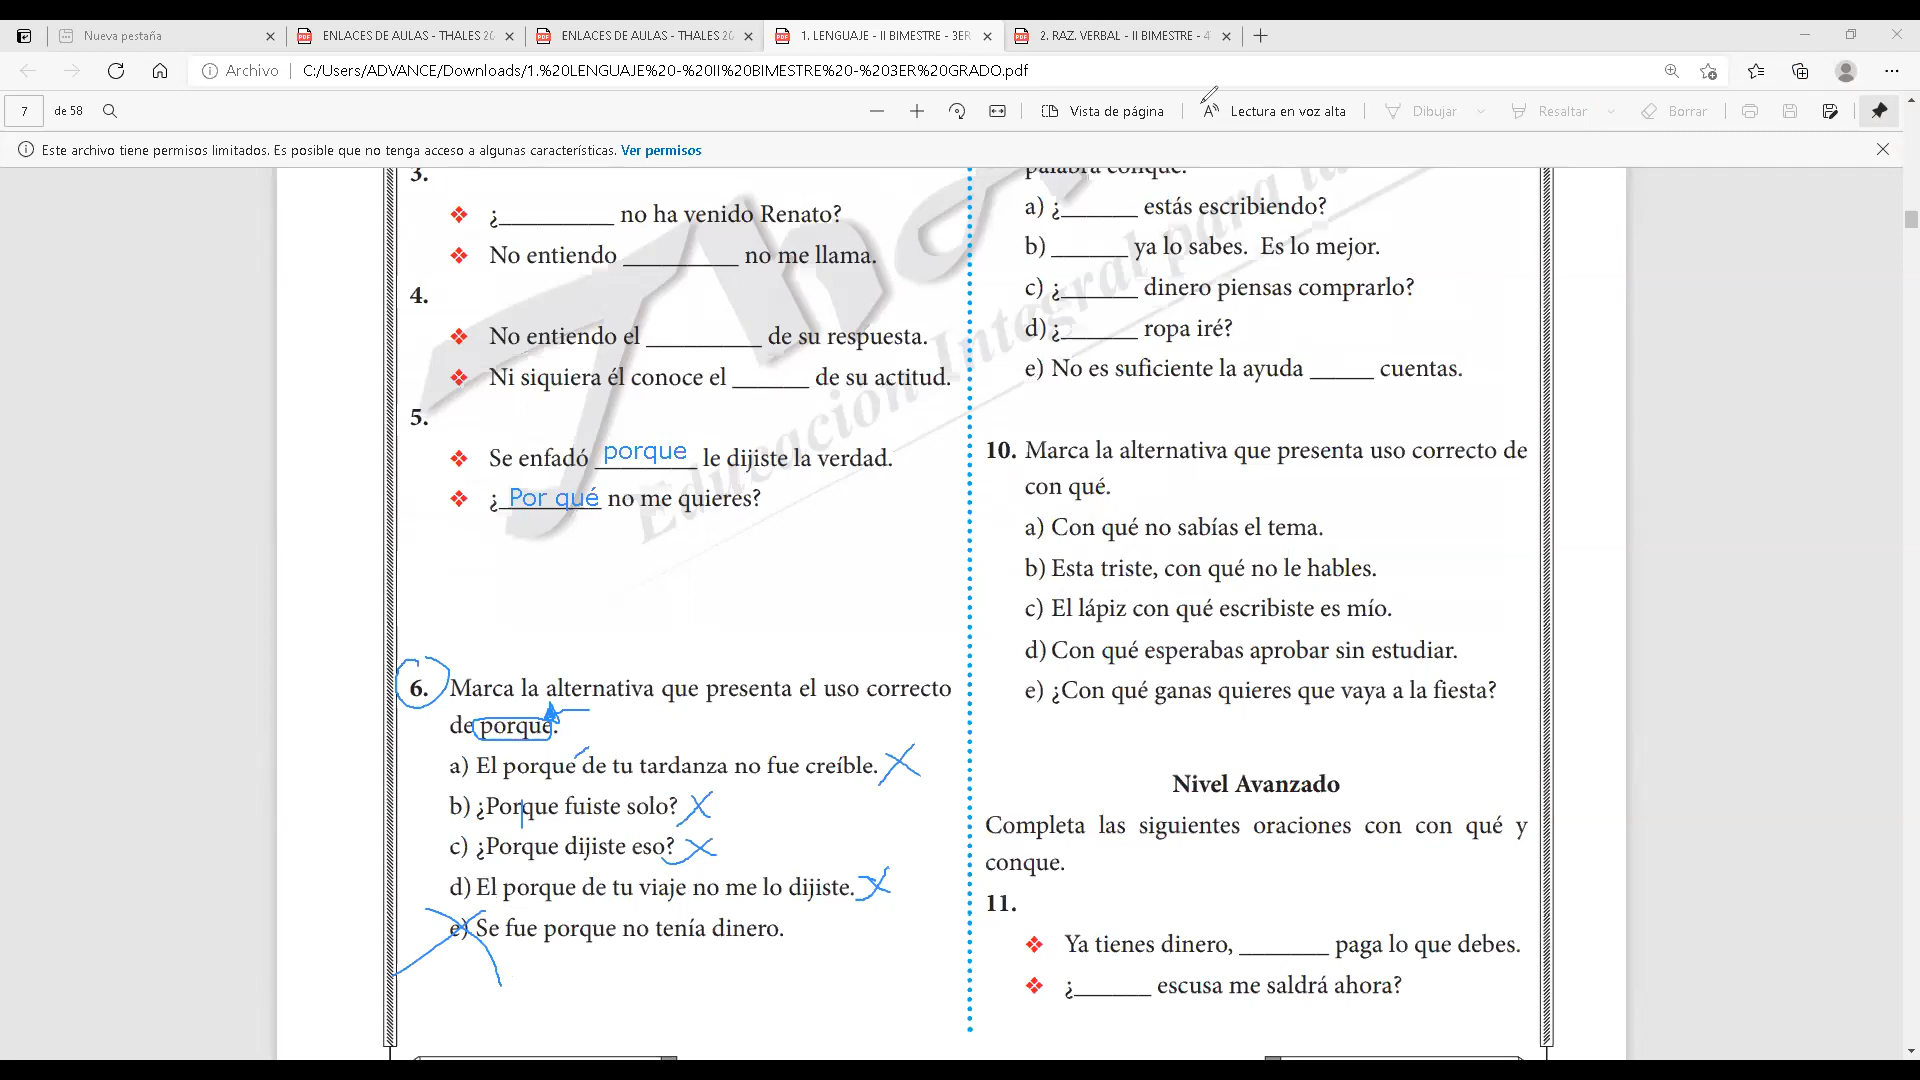 Nueva pestaña
ENLACES DE AULAS - THALES 20
ENLACES DE AULAS - THALES 20
1. LENGUAJE - II BIMESTRE - 3ER
2. RAZ. VERBAL - II BIMESTRE - 4
Archivo
C:/Users/ADVANCE/Downloads/1.%20LENGUAJE%20-%20II%20BIMESTRE%20-%203ER%20GRADO.pdf
7 de 58
Vista de página
Lectura en voz alta
Dibujar
Resaltar
Borrar
Este archivo tiene permisos limitados. Es posible que no tenga acceso a algunas características. Ver permisos
3.
¿_________ no ha venido Renato?
No entiendo _________ no me llama.
4.
No entiendo el _________ de su respuesta.
Ni siquiera él conoce el ______ de su actitud.
5.
Se enfadó porque le dijiste la verdad.
¿ Por qué no me quieres?
6. Marca la alternativa que presenta el uso correcto
de porque.
a) El porque de tu tardanza no fue creíble.
b) ¿Porque fuiste solo?
c) ¿Porque dijiste eso?
d) El porque de tu viaje no me lo dijiste.
e) Se fue porque no tenía dinero.
palabra conque.
a) ¿______ estás escribiendo?
b) ______ ya lo sabes. Es lo mejor.
c) ¿______ dinero piensas comprarlo?
d) ¿______ ropa iré?
e) No es suficiente la ayuda _____ cuentas.
10. Marca la alternativa que presenta uso correcto de
con qué.
a) Con qué no sabías el tema.
b) Esta triste, con qué no le hables.
c) El lápiz con qué escribiste es mío.
d) Con qué esperabas aprobar sin estudiar.
e) ¿Con qué ganas quieres que vaya a la fiesta?
Nivel Avanzado
Completa las siguientes oraciones con con qué y
conque.
11.
Ya tienes dinero, _______ paga lo que debes.
¿______ escusa me saldrá ahora?
Educación Integral para la